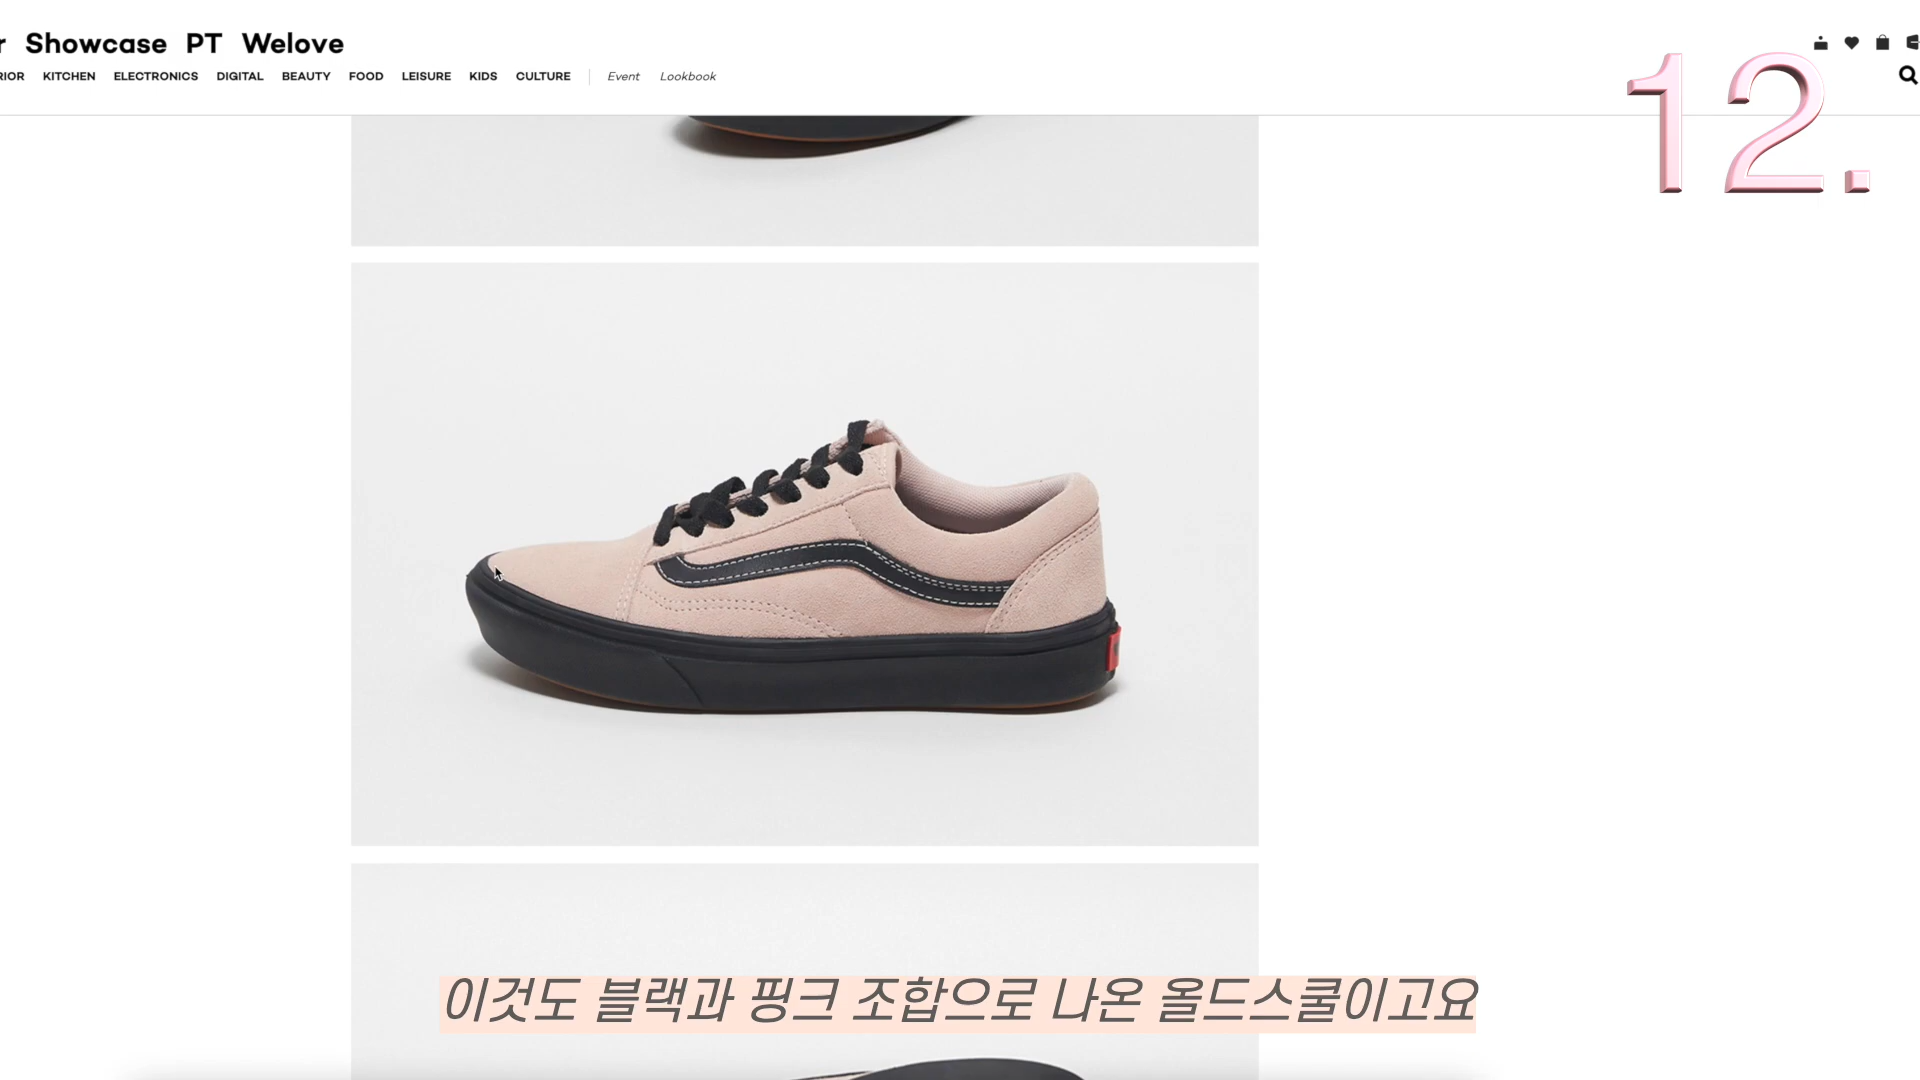 r Showcase PT Welove
RIOR KITCHEN ELECTRONICS DIGITAL BEAUTY FOOD LEISURE KIDS CULTURE Event Lookbook
12.
이것도 블랙과 핑크 조합으로 나온 올드스쿨이고요